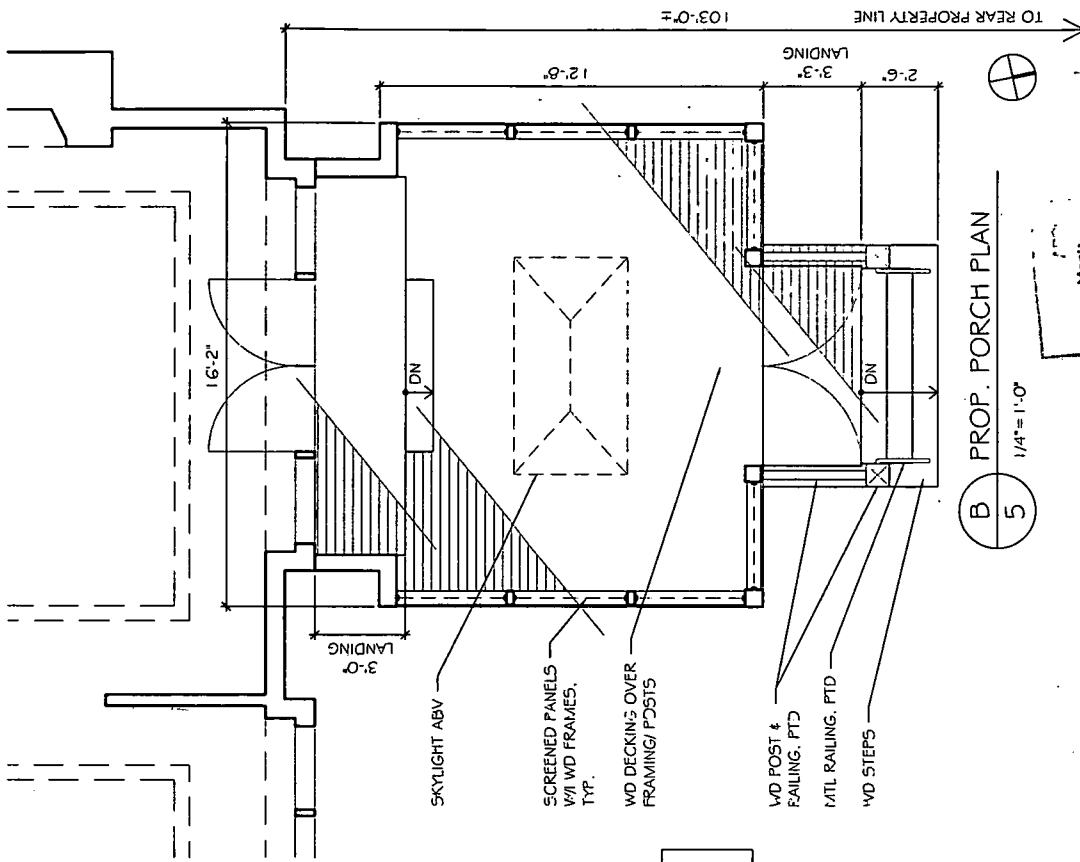 TO REAR PROPERTY LINE
103'-0"±
LANDING
3'-3"
2'-6"
12'-8"
16'-2"
DN
3'-0"
LANDING
DN
SKYLIGHT ABV
SCREENED PANELS
W/I WD FRAMES,
TYP.
WD DECKING OVER
FRAMING/ POSTS
WD POST &
RAILING, PTD
MTL RAILING, PTD
WD STEPS
B
5
PROP. PORCH PLAN
1/4"=1'-0"